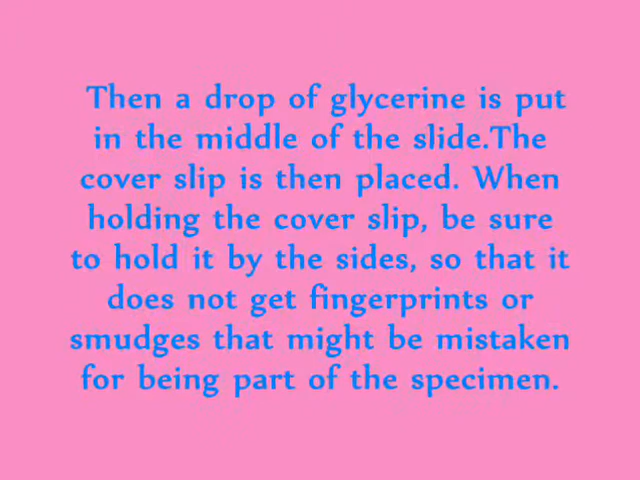 Then a drop of glycerine is put
in the middle of the slide.The
cover slip is then placed. When
holding the cover slip, be sure
to hold it by the sides, so that it
does not get fingerprints or
smudges that might be mistaken
for being part of the specimen.